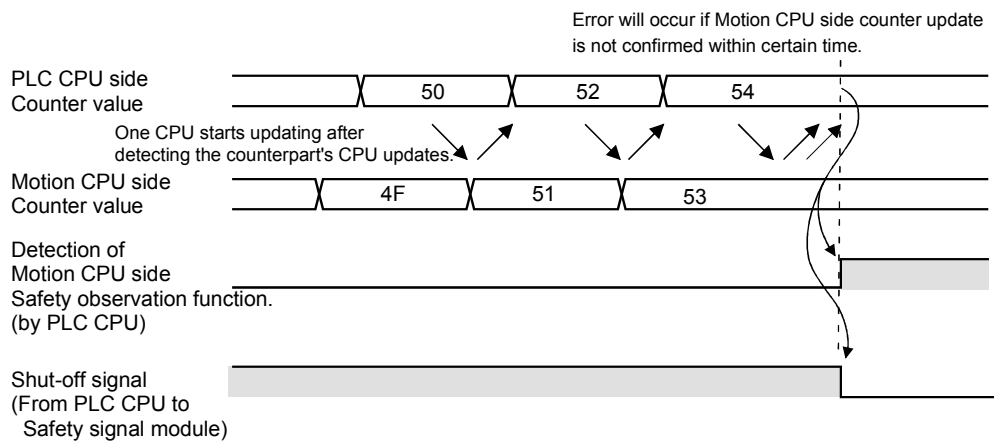 Error will occur if Motion CPU side counter update
is not confirmed within certain time.
PLC CPU side
Counter value
50
52
54
One CPU starts updating after
detecting the counterpart's CPU updates.
Motion CPU side
Counter value
4F
51
53
Detection of
Motion CPU side
Safety observation function.
(by PLC CPU)
Shut-off signal
(From PLC CPU to
Safety signal module)